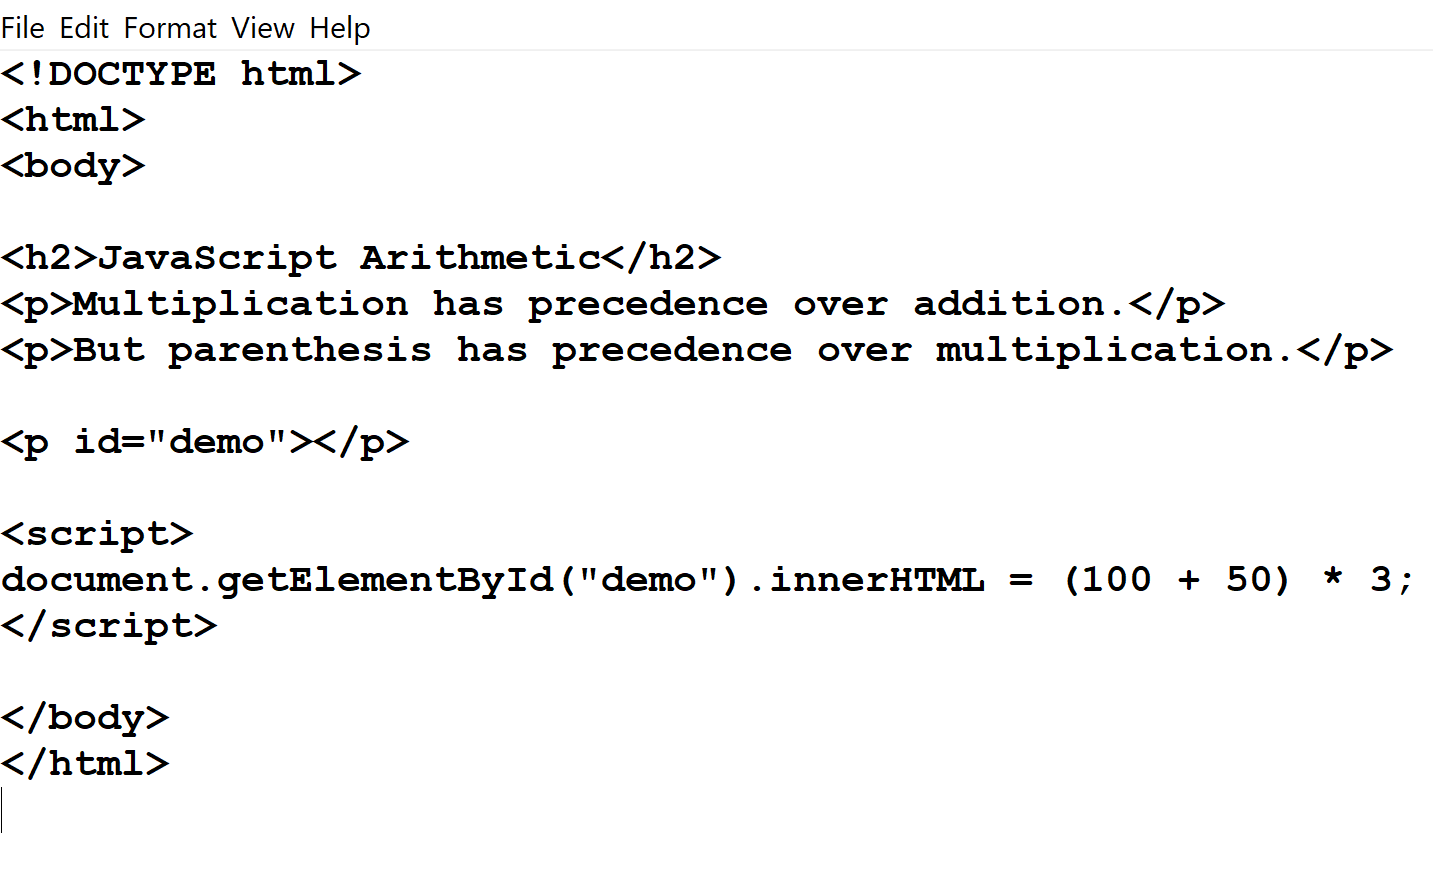 File Edit Format View Help
<!DOCTYPE html>
<html>
<body>
<h2>JavaScript Arithmetic</h2>
<p>Multiplication has precedence over addition.</p>
<p>But parenthesis has precedence over multiplication.</p>
<p id="demo"></p>
<script>
document.getElementById("demo").innerHTML = (100 + 50) * 3;
</script>
</body>
</html>